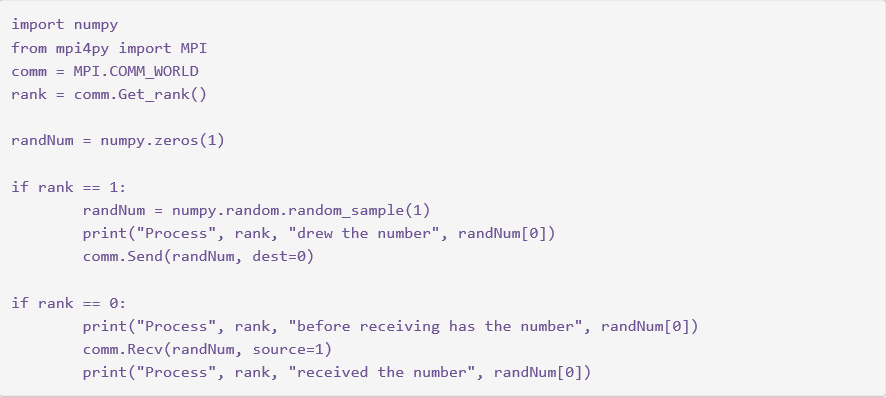 import numpy
from mpi4py import MPI
comm = MPI.COMM_WORLD
rank = comm.Get_rank()

randNum = numpy.zeros(1)

if rank == 1:
        randNum = numpy.random.random_sample(1)
        print("Process", rank, "drew the number", randNum[0])
        comm.Send(randNum, dest=0)

if rank == 0:
        print("Process", rank, "before receiving has the number", randNum[0])
        comm.Recv(randNum, source=1)
        print("Process", rank, "received the number", randNum[0])